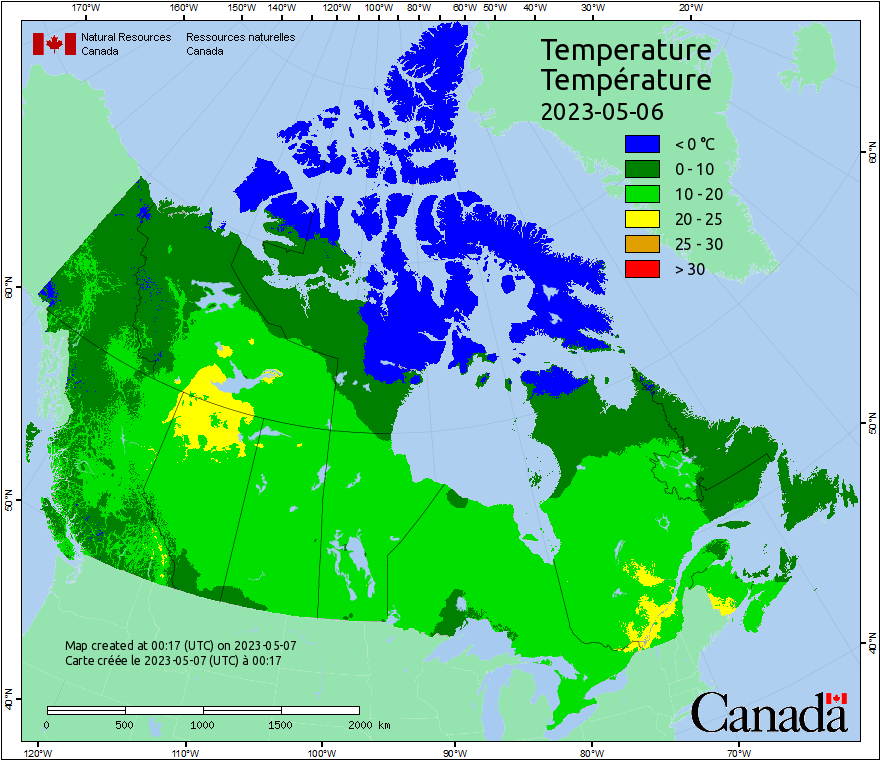 170°W 160°W 150°W 140°W 120°W 100°W 80°W 60°W 50°W 40°W 30°W 20°W
Natural Resources Ressources naturelles
Canada Canada
Temperature
Température
2023-05-06
< 0 °C
0 - 10
10 - 20
20 - 25
25 - 30
> 30
60°N
60°N
50°N
50°N
40°N
40°N
Map created at 00:17 (UTC) on 2023-05-07
Carte créée le 2023-05-07 (UTC) à 00:17
0 500 1000 1500 2000 km
Canada
120°W 110°W 100°W 90°W 80°W 70°W